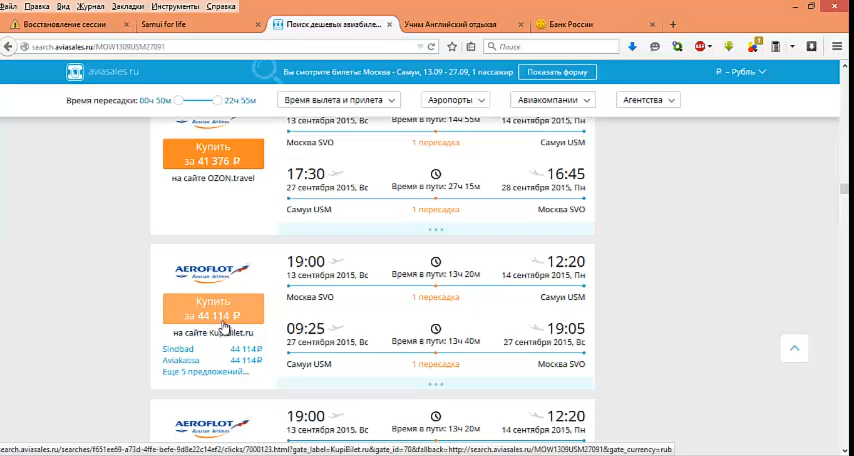 Файл Правка Вид Журнал Закладки Инструменты Справка
Восстановление сессии
Samui for life
Поиск дешевых авиабиле...
Учим Английский отдыхая
Банк России
search.aviasales.ru/MOW1309USM27091
Поиск
aviasales.ru
Вы смотрите билеты: Москва - Самуи, 13.09 - 27.09, 1 пассажир
Показать форму
₽ – Рубль
Время пересадки: 00ч 50м 22ч 55м
Время вылета и прилета
Аэропорты
Авиакомпании
Агентства
Russian Airlines
Купить
за 41 376 ₽
на сайте OZON.travel
13 сентября 2015, Вс Время в пути: 14ч 55м 14 сентября 2015, Пн
Москва SVO 1 пересадка Самуи USM
17:30 16:45
27 сентября 2015, Вс Время в пути: 27ч 15м 28 сентября 2015, Пн
Самуи USM 1 пересадка Москва SVO
AEROFLOT
Russian Airlines
Купить
за 44 114 ₽
на сайте KupiBilet.ru
Sindbad 44 114₽
Aviakassa 44 114₽
Еще 5 предложений...
19:00 12:20
13 сентября 2015, Вс Время в пути: 13ч 20м 14 сентября 2015, Пн
Москва SVO 1 пересадка Самуи USM
09:25 19:05
27 сентября 2015, Вс Время в пути: 13ч 40м 27 сентября 2015, Вс
Самуи USM 1 пересадка Москва SVO
AEROFLOT
Russian Airlines
19:00 12:20
13 сентября 2015, Вс Время в пути: 13ч 20м 14 сентября 2015, Пн
search.aviasales.ru/searches/f651ee69-a73d-4ffe-befe-9d8e22c14ef2/clicks/7000123.html?gate_label=KupiBilet.ru&gate_id=70&fallback=http://search.aviasales.ru/MOW1309USM27091&gate_currency=rub